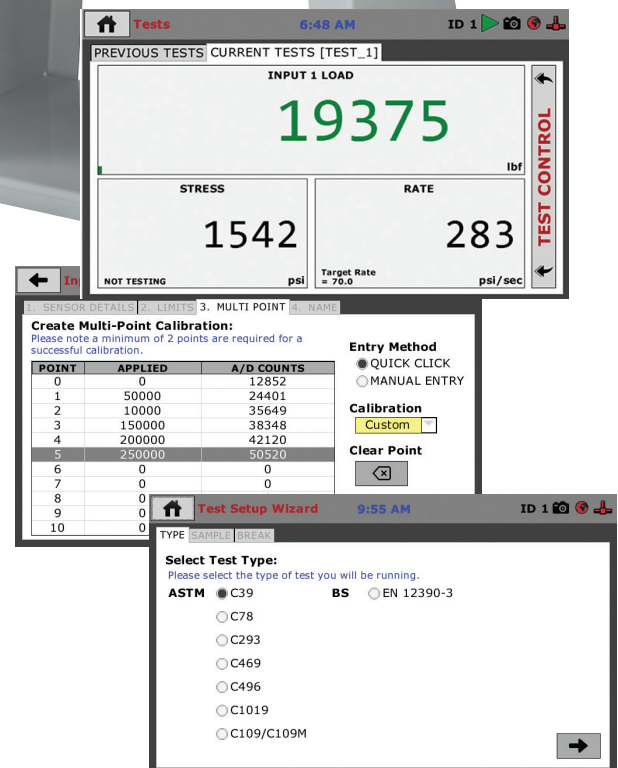 Tests 6:48 AM ID 1
PREVIOUS TESTS CURRENT TESTS [TEST_1]
INPUT 1 LOAD
19375
lbf
STRESS
1542
NOT TESTING psi
RATE
283
Target Rate
= 70.0 psi/sec
TEST CONTROL
In
1. SENSOR DETAILS 2. LIMITS 3. MULTI POINT 4. NAME
Create Multi-Point Calibration:
Please note a minimum of 2 points are required for a
successful calibration.
POINT APPLIED A/D COUNTS
0 0 12852
1 50000 24401
2 10000 35649
3 150000 38348
4 200000 42120
5 250000 50520
6 0 0
7 0 0
8 0
9 0
10 0
Entry Method
QUICK CLICK
MANUAL ENTRY
Calibration
Custom
Clear Point
Test Setup Wizard 9:55 AM ID 1
TYPE SAMPLE BREAK
Select Test Type:
Please select the type of test you will be running.
ASTM C39 BS EN 12390-3
C78
C293
C469
C496
C1019
C109/C109M